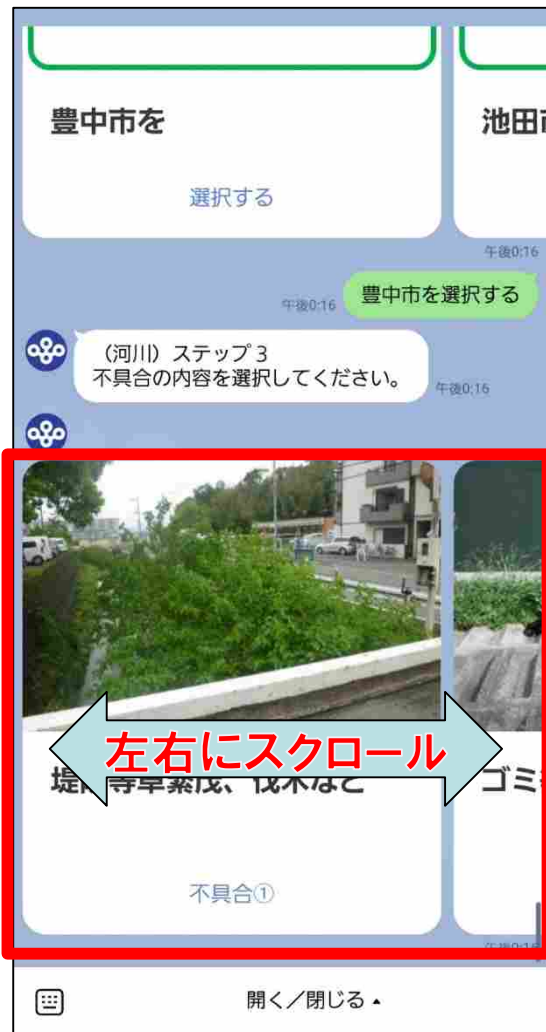 豊中市を
池田
選択する
午後0:16
午後0:16
豊中市を選択する
(河川) ステップ3
不具合の内容を選択してください。
午後0:16
左右にスクロール
ゴミ
不具合①
開く/閉じる▲